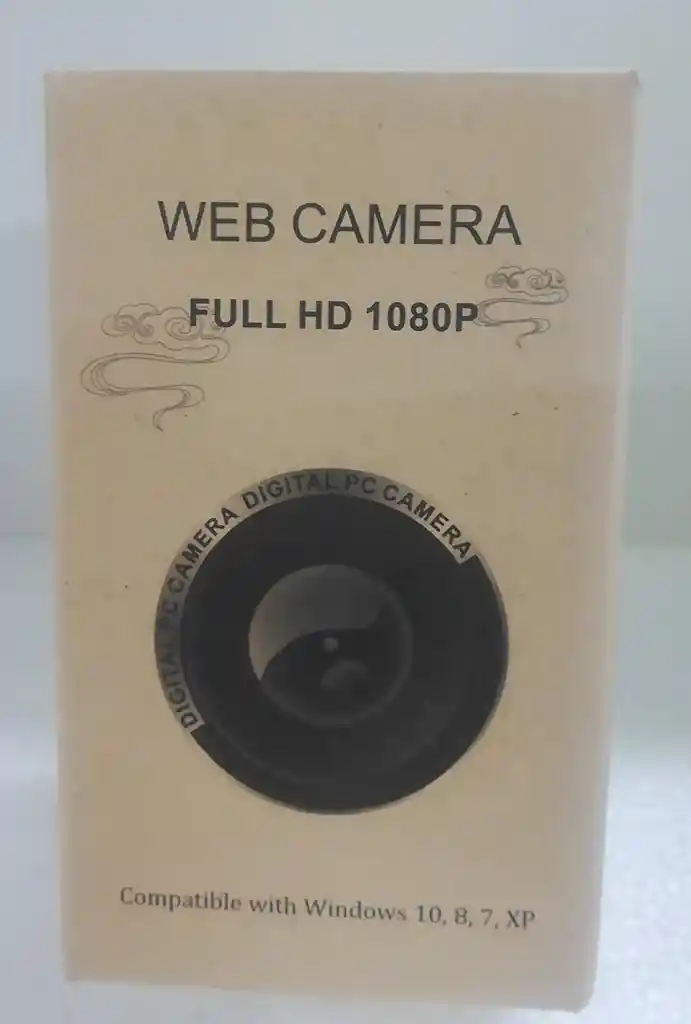 WEB CAMERA
FULL HD 1080P
DIGITAL PC CAMERA DIGITAL PC CAMERA
Compatible with Windows 10, 8, 7, XP